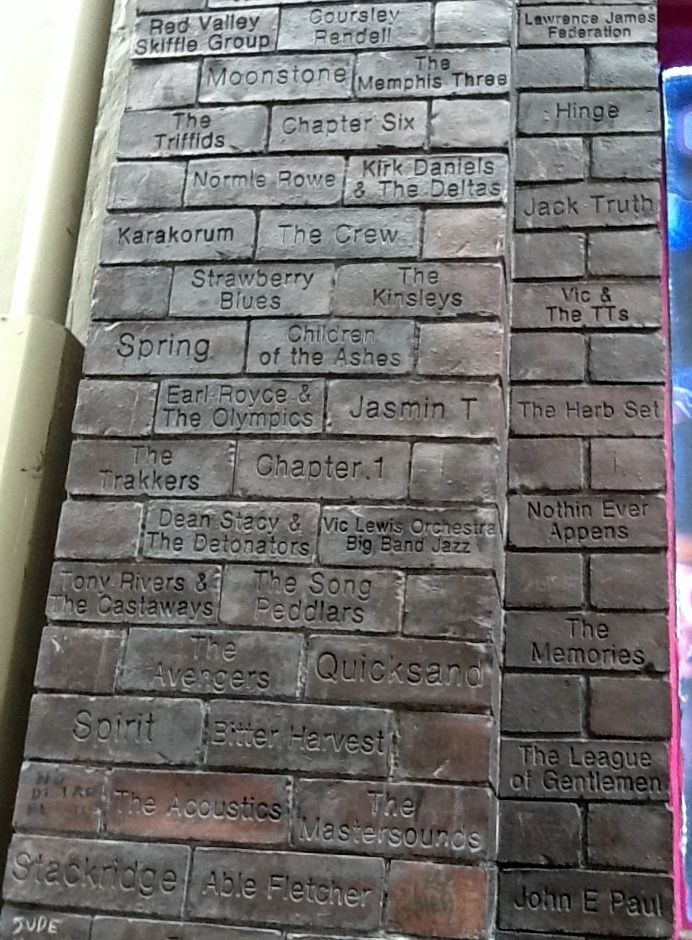 Red Valley
Skiffle Group
Goursley
Rendell
Lawrence James
Federation
Moonstone
The
Memphis Three
The
Triffids
Chapter Six
Hinge
Normie Rowe
Kirk Daniels
& The Deltas
Jack Truth
Karakorum
The Crew
Strawberry
Blues
The
Kinsleys
Vic &
The TTs
Spring
Children
of the Ashes
Earl Royce &
The Olympics
Jasmin T
The Herb Set
The
Trakkers
Chapter.1
Dean Stacy &
The Detonators
Vic Lewis Orchestra
Big Band Jazz
Nothin Ever
Appens
Tony Rivers &
The Castaways
The Song
Peddlars
The
Memories
The
Avengers
Quicksand
Spirit
Bitter Harvest
The League
of Gentlemen
The Acoustics
The
Mastersounds
Stackridge
Able Fletcher
John E Paul
JUDE